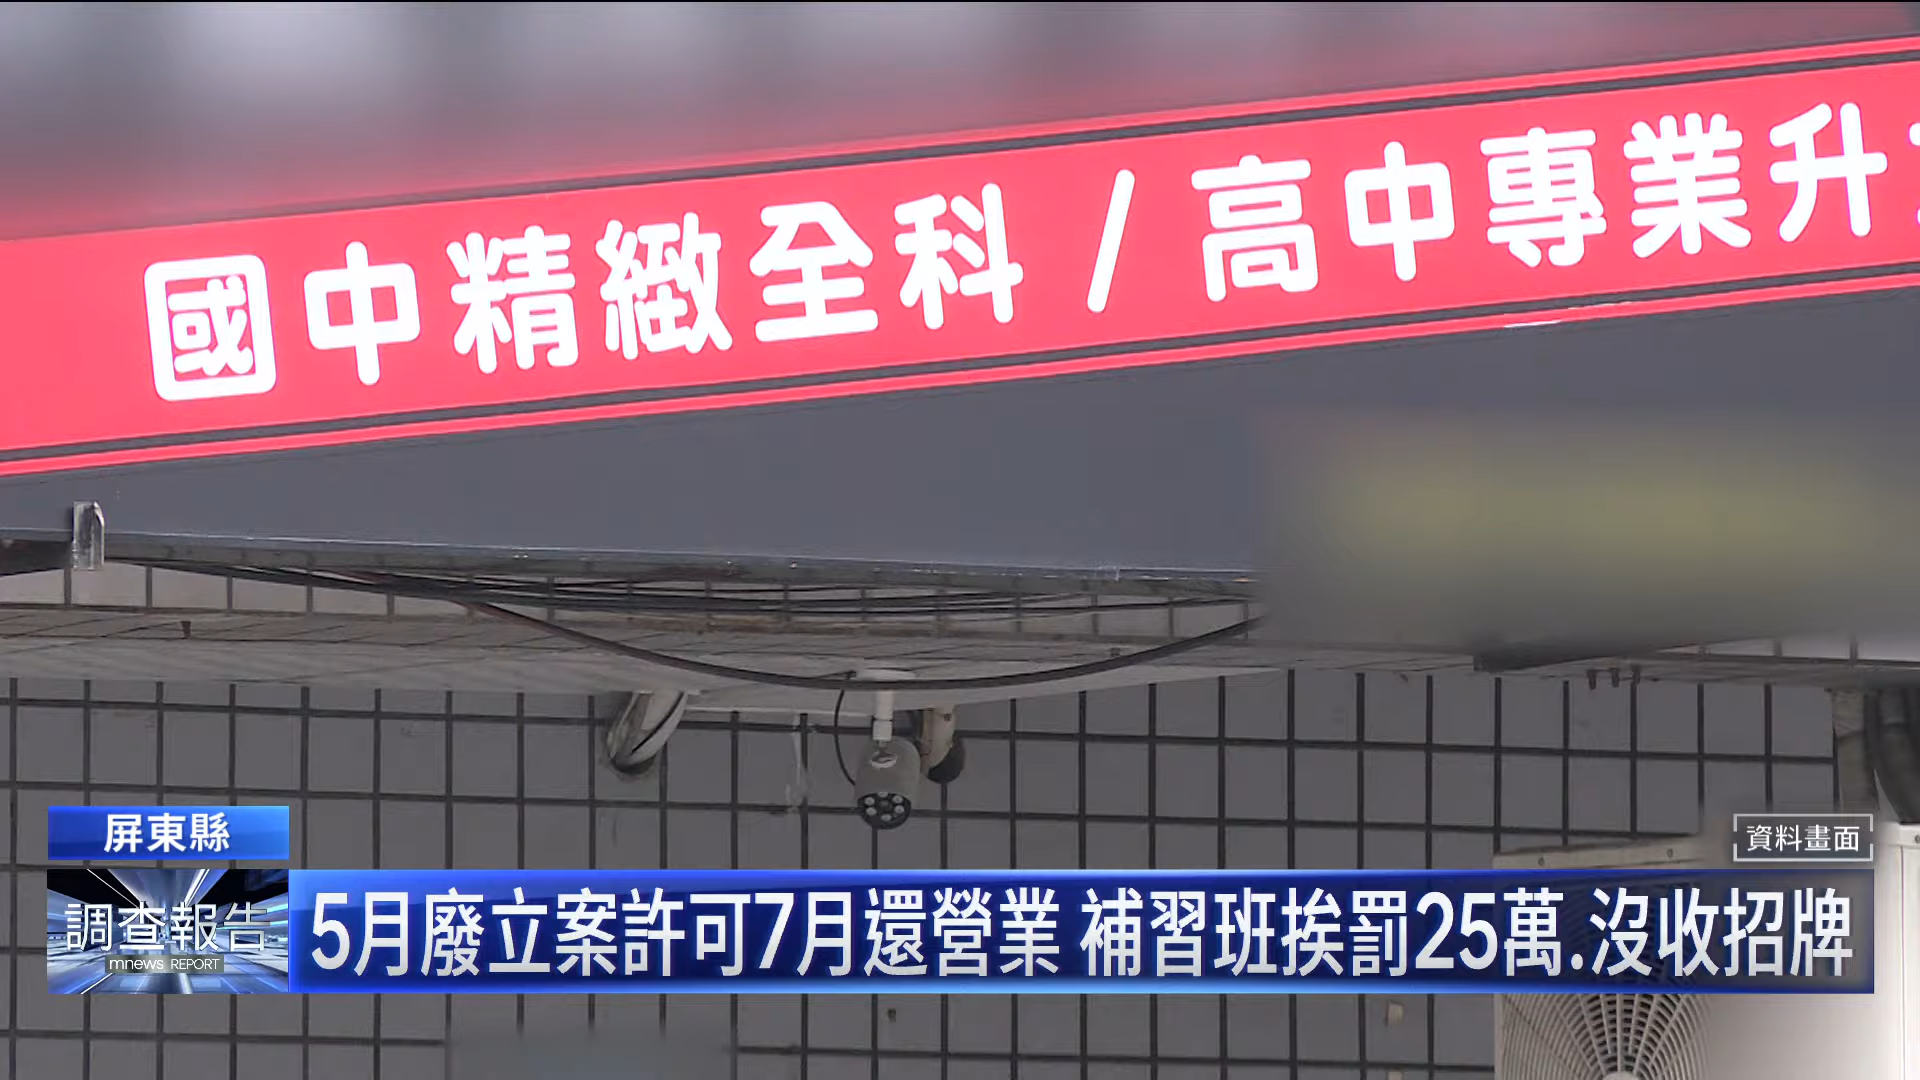 國中精緻全科 / 高中專業升
屏東縣
資料畫面
調查報告
mnews REPORT
5月廢立案許可7月還營業 補習班挨罰25萬.沒收招牌